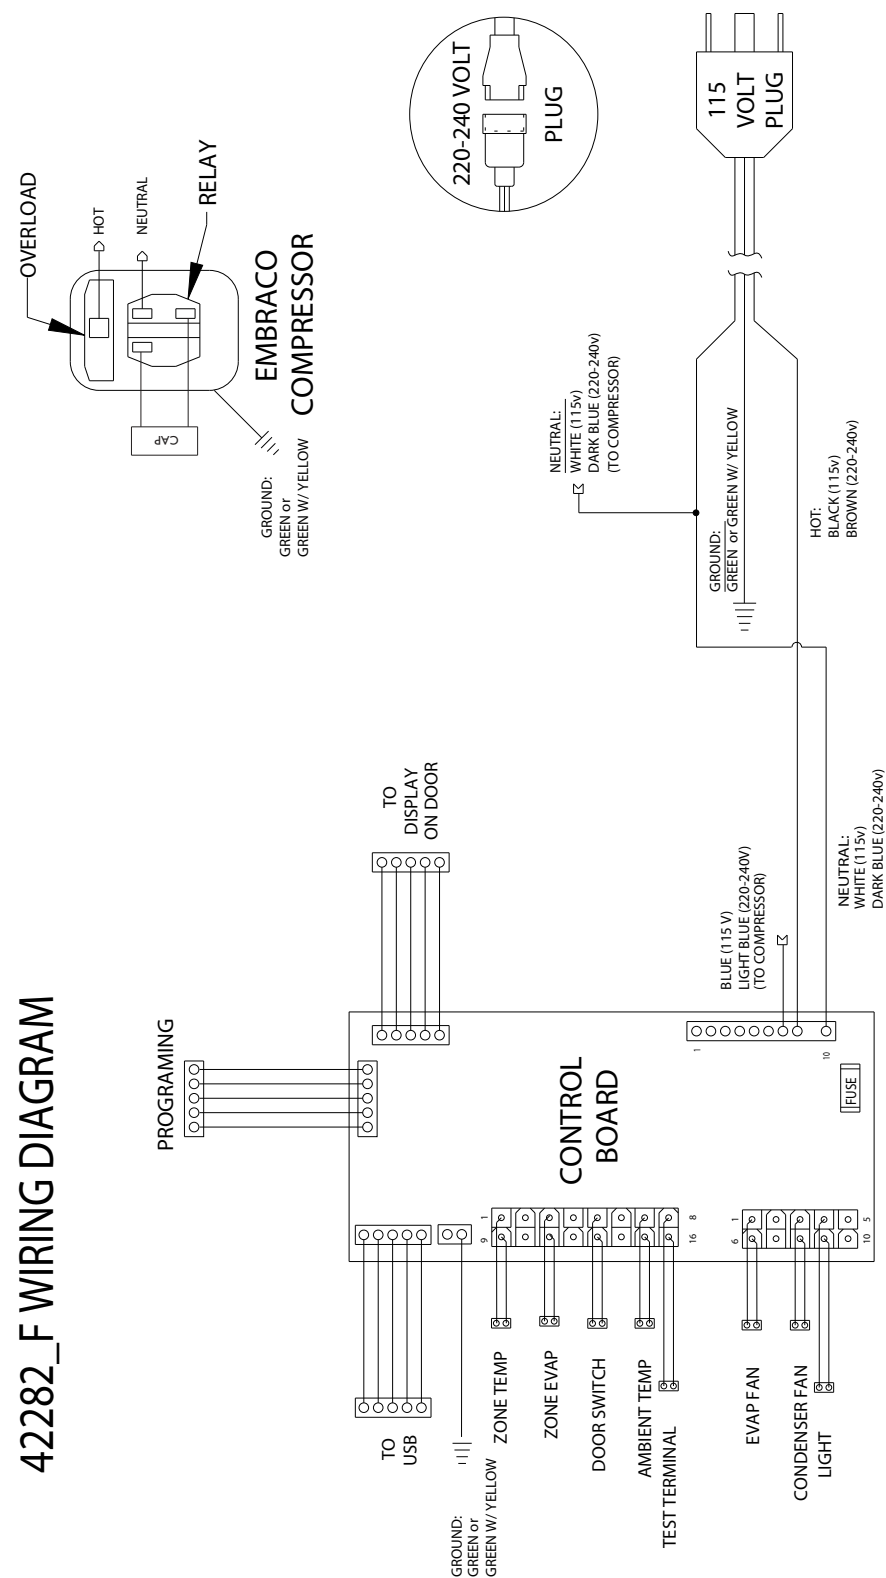 42282_F WIRING DIAGRAM
PROGRAMING
TO
USB
GROUND:
GREEN or
GREEN W/ YELLOW
ZONE TEMP
ZONE EVAP
DOOR SWITCH
AMBIENT TEMP
TEST TERMINAL
EVAP FAN
CONDENSER FAN
LIGHT
1
9
8
16
1
6
5
10
CONTROL
BOARD
FUSE
1
10
TO
DISPLAY
ON DOOR
BLUE (115 V)
LIGHT BLUE (220-240V)
(TO COMPRESSOR)
NEUTRAL:
WHITE (115v)
DARK BLUE (220-240v)
OVERLOAD
HOT
NEUTRAL
RELAY
CAP
EMBRACO
COMPRESSOR
GROUND:
GREEN or
GREEN W/ YELLOW
NEUTRAL:
WHITE (115v)
DARK BLUE (220-240v)
(TO COMPRESSOR)
GROUND:
GREEN or GREEN W/ YELLOW
HOT:
BLACK (115v)
BROWN (220-240v)
220-240 VOLT
PLUG
115
VOLT
PLUG